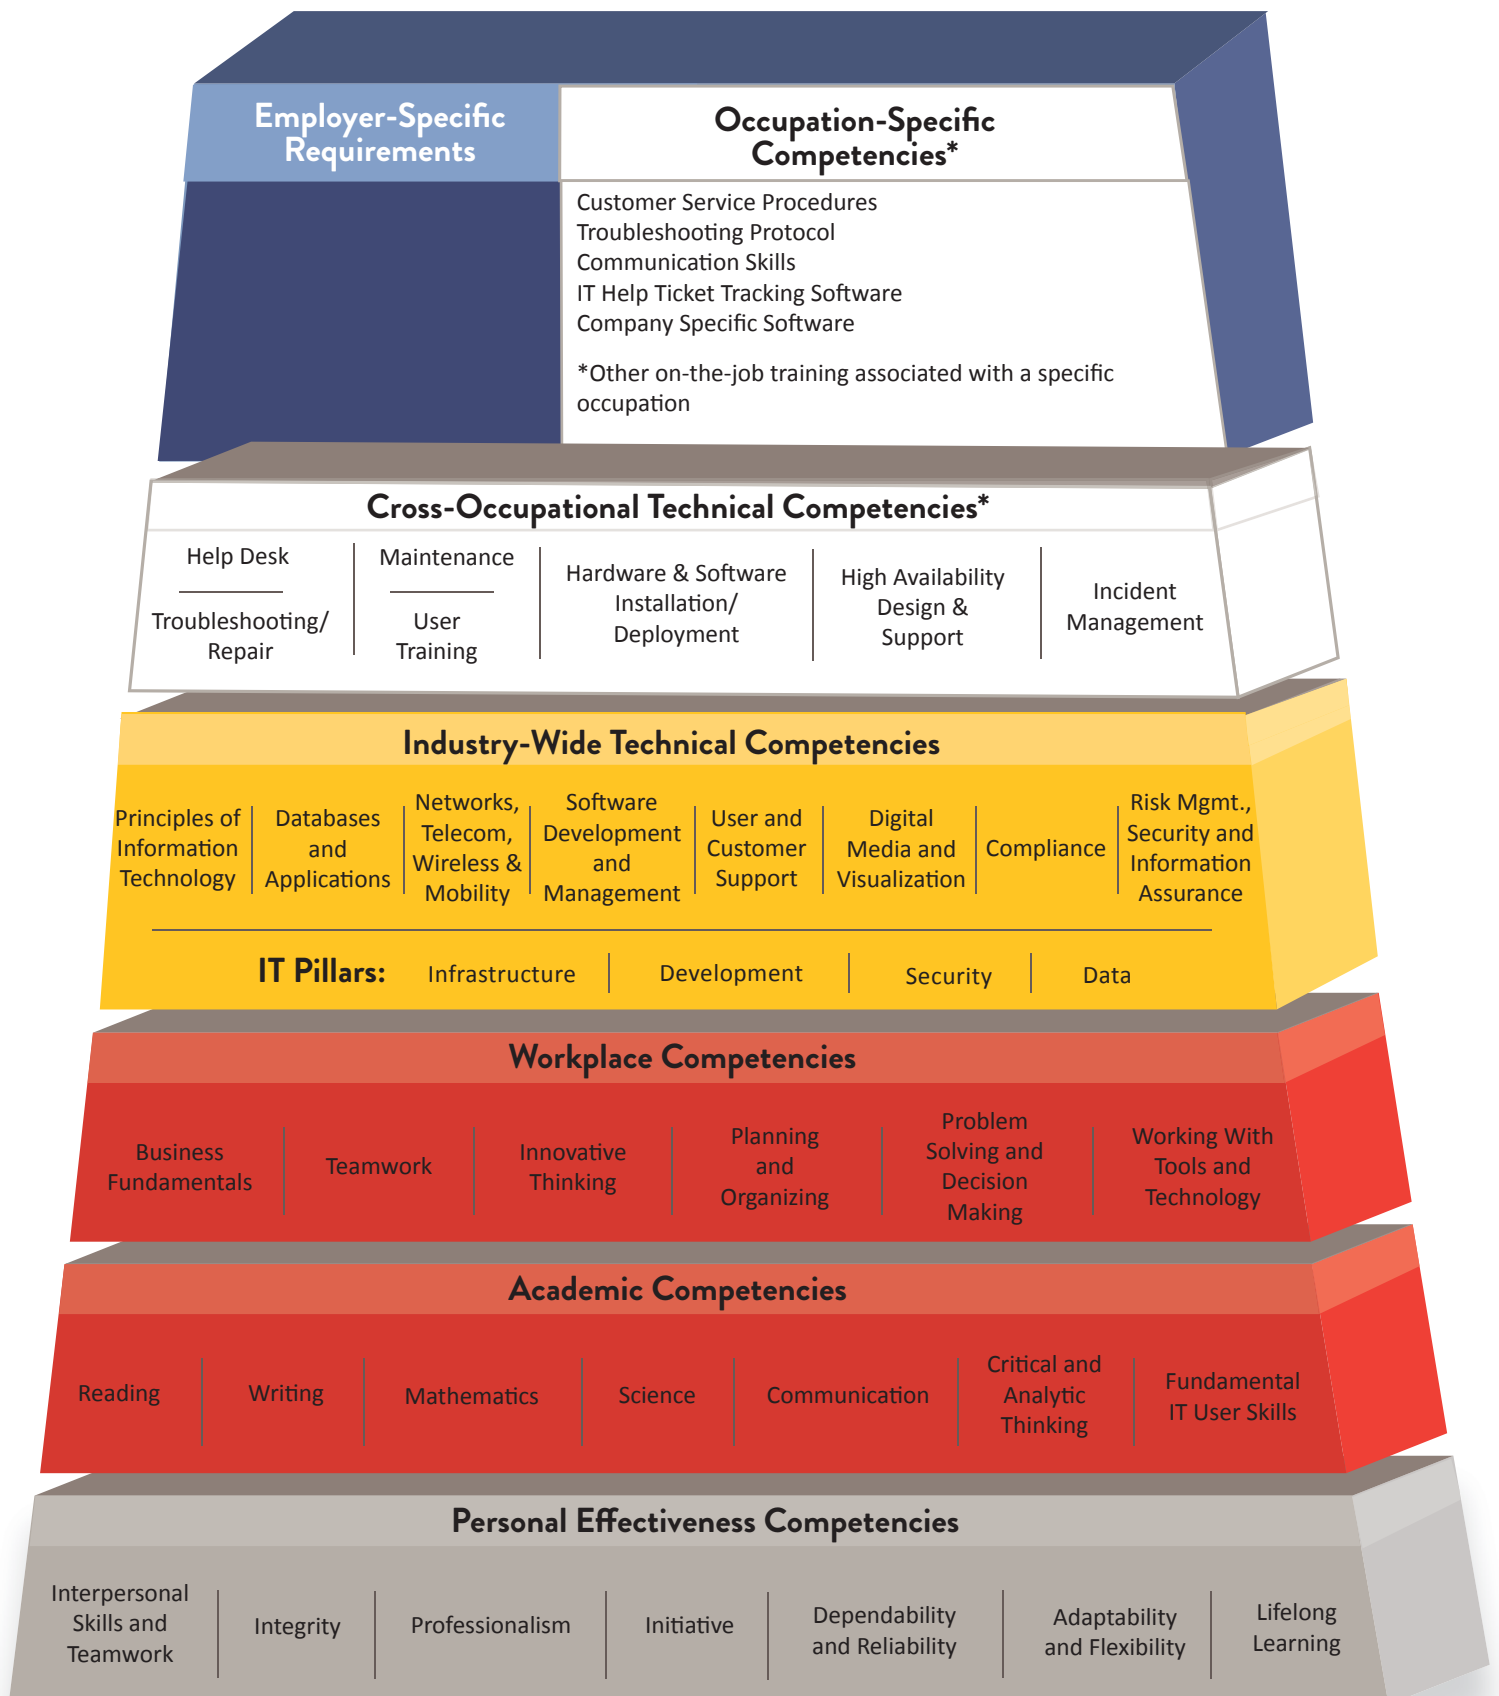 Employer-Specific
Requirements
Occupation-Specific
Competencies*
Customer Service Procedures
Troubleshooting Protocol
Communication Skills
IT Help Ticket Tracking Software
Company Specific Software
*Other on-the-job training associated with a specific
occupation
Cross-Occupational Technical Competencies*
Help Desk
Troubleshooting/
Repair
Maintenance
User
Training
Hardware & Software
Installation/
Deployment
High Availability
Design &
Support
Incident
Management
Industry-Wide Technical Competencies
Principles of
Information
Technology
Databases
and
Applications
Networks,
Telecom,
Wireless &
Mobility
Software
Development
and
Management
User and
Customer
Support
Digital
Media and
Visualization
Compliance
Risk Mgmt.,
Security and
Information
Assurance
IT Pillars:
Infrastructure
Development
Security
Data
Workplace Competencies
Business
Fundamentals
Teamwork
Innovative
Thinking
Planning
and
Organizing
Problem
Solving and
Decision
Making
Working With
Tools and
Technology
Academic Competencies
Reading
Writing
Mathematics
Science
Communication
Critical and
Analytic
Thinking
Fundamental
IT User Skills
Personal Effectiveness Competencies
Interpersonal
Skills and
Teamwork
Integrity
Professionalism
Initiative
Dependability
and Reliability
Adaptability
and Flexibility
Lifelong
Learning